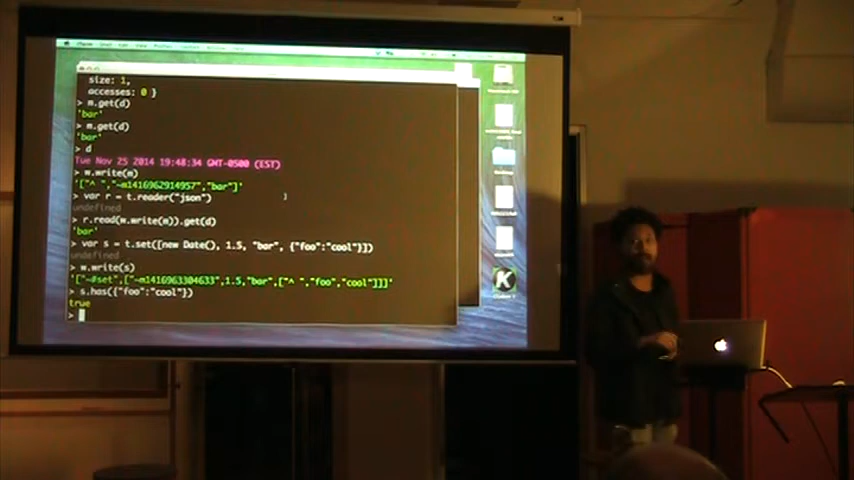 size: 1,
accesses: 0 }
> m.get(d)
'bar'
> m.get(d)
'bar'
> d
Tue Nov 25 2014 19:48:34 GMT-0500 (EST)
> w.write(m)
'["^ ","~m1416962914957","bar"]'
> var r = t.reader("json")
undefined
> r.read(w.write(m)).get(d)
'bar'
> var s = t.set([new Date(), 1.5, "bar", {"foo":"cool"}])
undefined
> w.write(s)
'["~#set",["~m1416963304633",1.5,"bar",["^ ","foo","cool"]]]'
> s.has({"foo":"cool"})
true
>
K